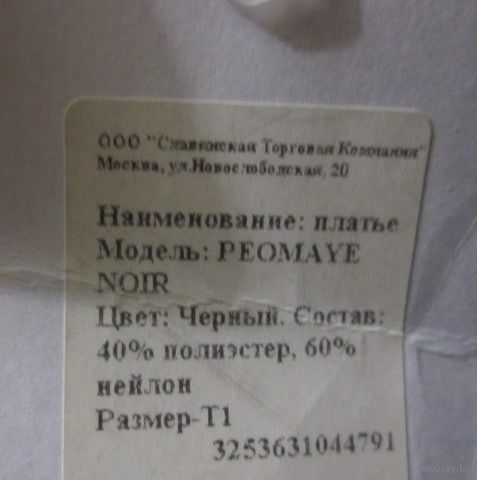 ООО "Славянская Торговая Компания"
Москва, ул.Новослободская, 20
Наименование: платье
Модель: PEOMAYE
NOIR
Цвет: Черный. Состав:
40% полиэстер, 60%
нейлон
Размер-T1
3253631044791